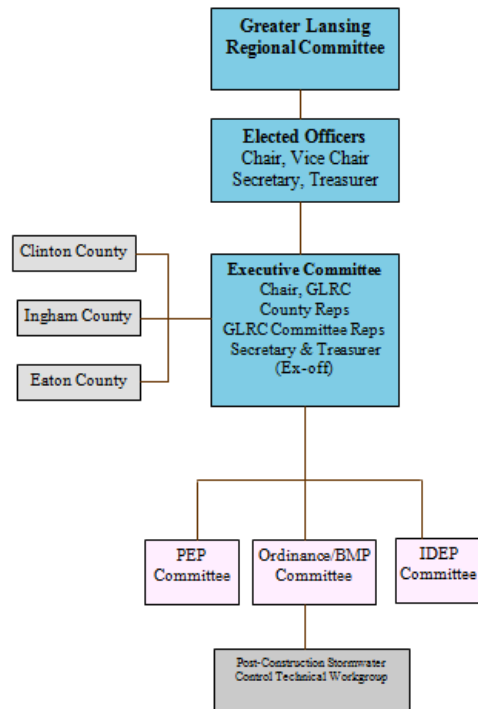 Greater Lansing
Regional Committee
Elected Officers
Chair, Vice Chair
Secretary, Treasurer
Clinton County
Ingham County
Eaton County
Executive Committee
Chair, GLRC
County Reps
GLRC Committee Reps
Secretary & Treasurer
(Ex-off)
PEP
Committee
Ordinance/BMP
Committee
IDEP
Committee
Post-Construction Stormwater
Control Technical Workgroup